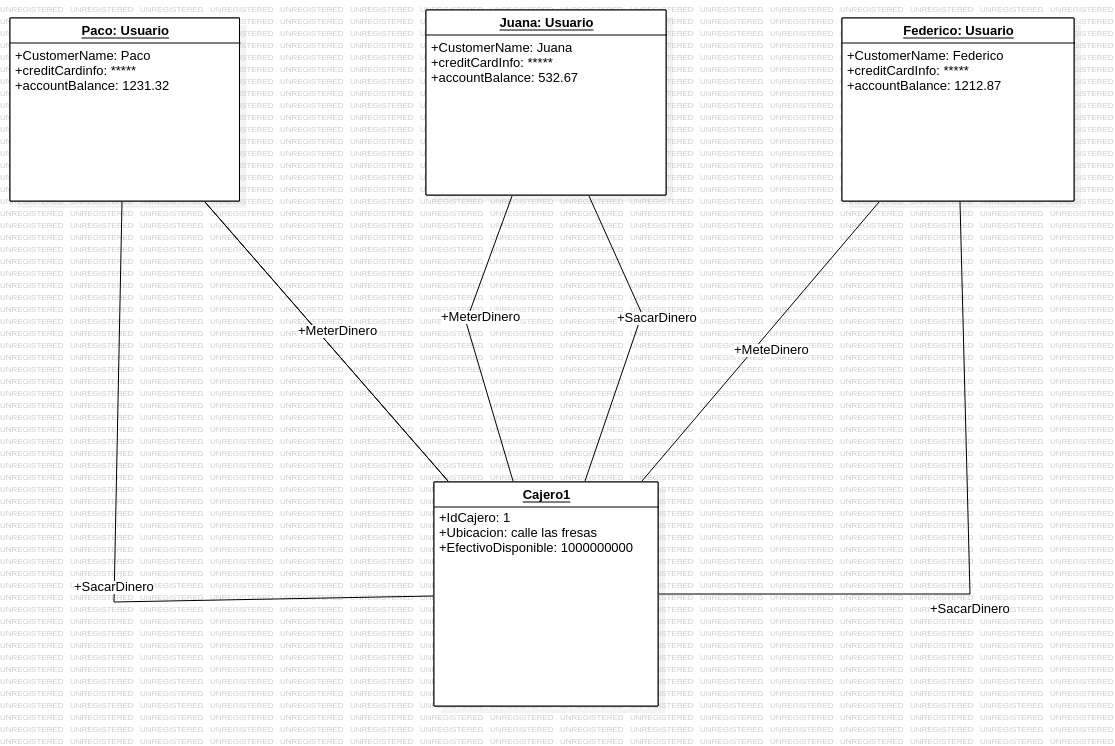 Paco: Usuario
+CustomerName: Paco
+creditCardinfo: *****
+accountBalance: 1231.32
Juana: Usuario
+CustomerName: Juana
+creditCardInfo: *****
+accountBalance: 532.67
Federico: Usuario
+CustomerName: Federico
+creditCardInfo: *****
+accountBalance: 1212.87
+MeterDinero
+MeterDinero
+SacarDinero
+MeteDinero
Cajero1
+IdCajero: 1
+Ubicacion: calle las fresas
+EfectivoDisponible: 1000000000
+SacarDinero
+SacarDinero
UNREGISTERED